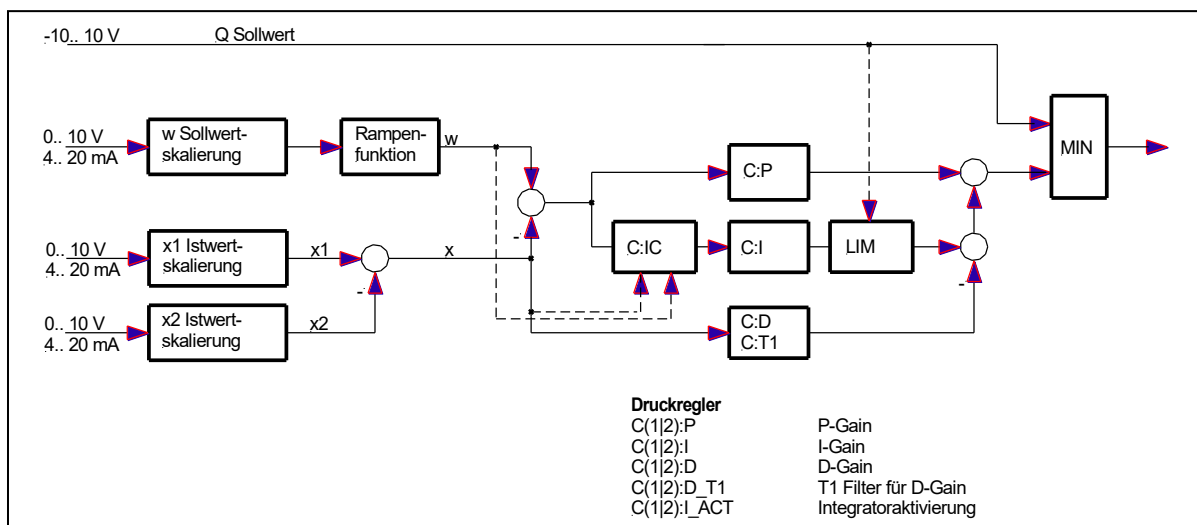 -10.. 10 V Q Sollwert
0.. 10 V
4.. 20 mA
w Sollwert-
skalierung
Rampen-
funktion
w
MIN
C:P
-
0.. 10 V
4.. 20 mA
x1 Istwert-
skalierung
x1
x
C:IC
C:I
LIM
-
-
0.. 10 V
4.. 20 mA
x2 Istwert-
skalierung
x2
C:D
C:T1
Druckregler
C(1|2):P P-Gain
C(1|2):I I-Gain
C(1|2):D D-Gain
C(1|2):D_T1 T1 Filter für D-Gain
C(1|2):I_ACT Integratoraktivierung